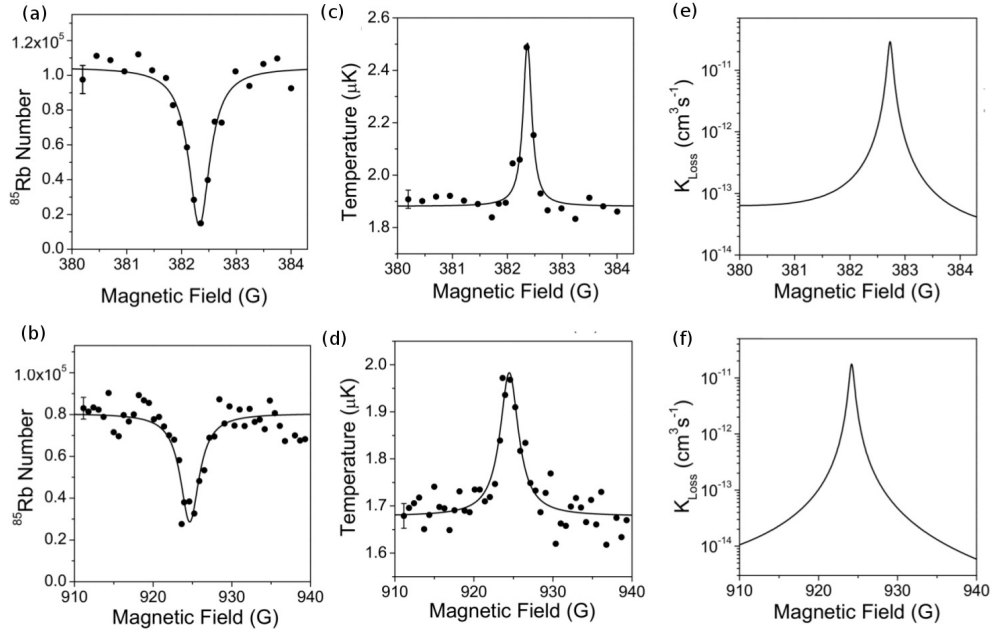 (a)
⁸⁵Rb Number
1.2x10⁵
1.0
0.8
0.6
0.4
0.2
0.0
380 381 382 383 384
Magnetic Field (G)
(c)
Temperature (μK)
2.6
2.4
2.2
2.0
1.8
380 381 382 383 384
Magnetic Field (G)
(e)
K_Loss (cm³s⁻¹)
10⁻¹¹
10⁻¹²
10⁻¹³
10⁻¹⁴
380 381 382 383 384
Magnetic Field (G)
(b)
⁸⁵Rb Number
1.0x10⁵
0.8
0.6
0.4
0.2
0.0
910 920 930 940
Magnetic Field (G)
(d)
Temperature (μK)
2.0
1.9
1.8
1.7
1.6
910 920 930 940
Magnetic Field (G)
(f)
K_Loss (cm³s⁻¹)
10⁻¹¹
10⁻¹²
10⁻¹³
10⁻¹⁴
910 920 930 940
Magnetic Field (G)